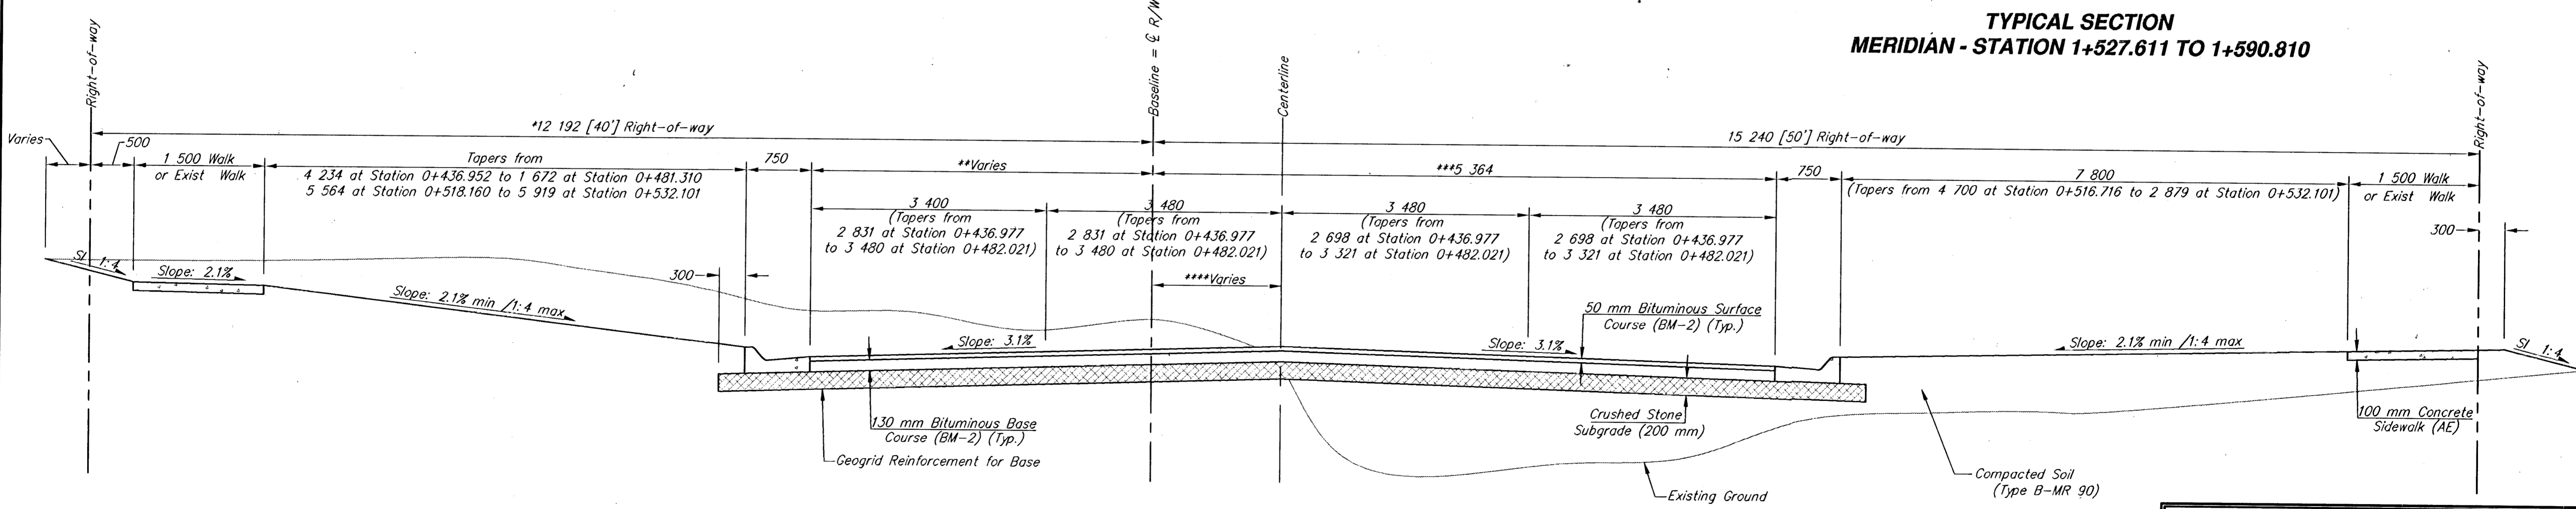 TYPICAL SECTION
MERIDIAN - STATION 1+527.611 TO 1+590.810
Right-of-way
Baseline = ℄ R/W
Centerline
Right-of-way
*12 192 [40'] Right-of-way
15 240 [50'] Right-of-way
Varies
500
1 500 Walk
or Exist Walk
Tapers from
4 234 at Station 0+436.952 to 1 672 at Station 0+481.310
5 564 at Station 0+518.160 to 5 919 at Station 0+532.101
750
**Varies
***5 364
750
7 800
(Tapers from 4 700 at Station 0+516.716 to 2 879 at Station 0+532.101)
1 500 Walk
or Exist Walk
3 400
(Tapers from
2 831 at Station 0+436.977
to 3 480 at Station 0+482.021)
3 480
(Tapers from
2 831 at Station 0+436.977
to 3 480 at Station 0+482.021)
3 480
(Tapers from
2 698 at Station 0+436.977
to 3 321 at Station 0+482.021)
3 480
(Tapers from
2 698 at Station 0+436.977
to 3 321 at Station 0+482.021)
300
300
****Varies
Sl 1:4
Slope: 2.1%
Slope: 2.1% min /1:4 max
Slope: 3.1%
50 mm Bituminous Surface
Course (BM-2) (Typ.)
Slope: 3.1%
Slope: 2.1% min /1:4 max
Sl 1:4
130 mm Bituminous Base
Course (BM-2) (Typ.)
Geogrid Reinforcement for Base
Crushed Stone
Subgrade (200 mm)
Existing Ground
Compacted Soil
(Type B-MR 90)
100 mm Concrete
Sidewalk (AE)